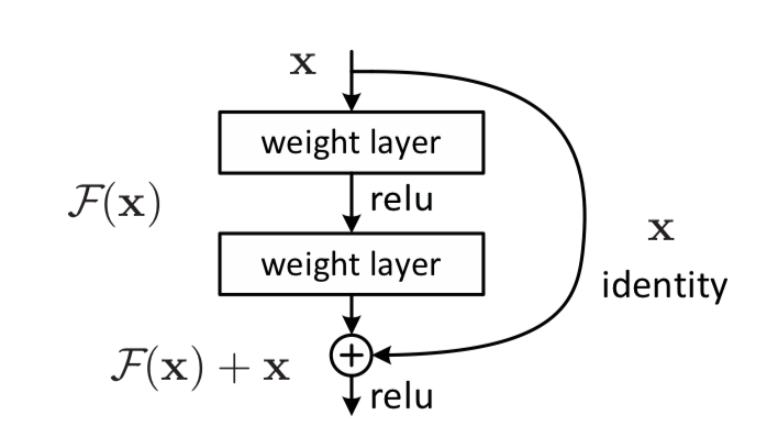 x
weight layer
relu
F(x)
weight layer
x
identity
F(x) + x
relu